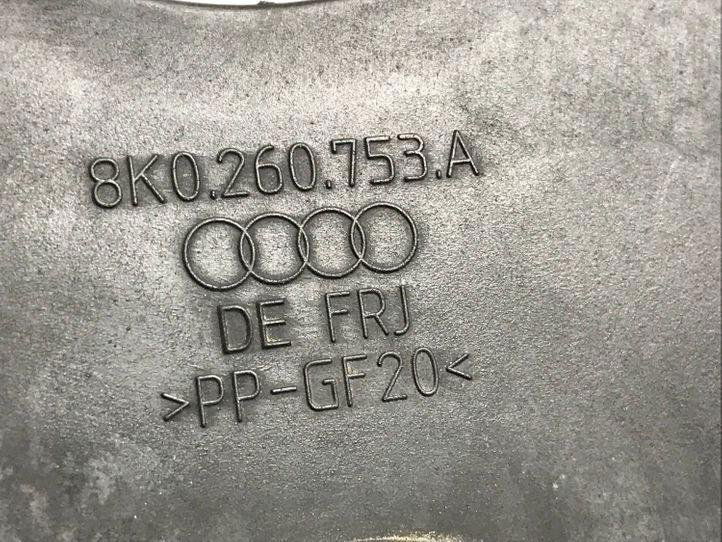 8K0.260.753.A
DE FRJ
>PP-GF20<